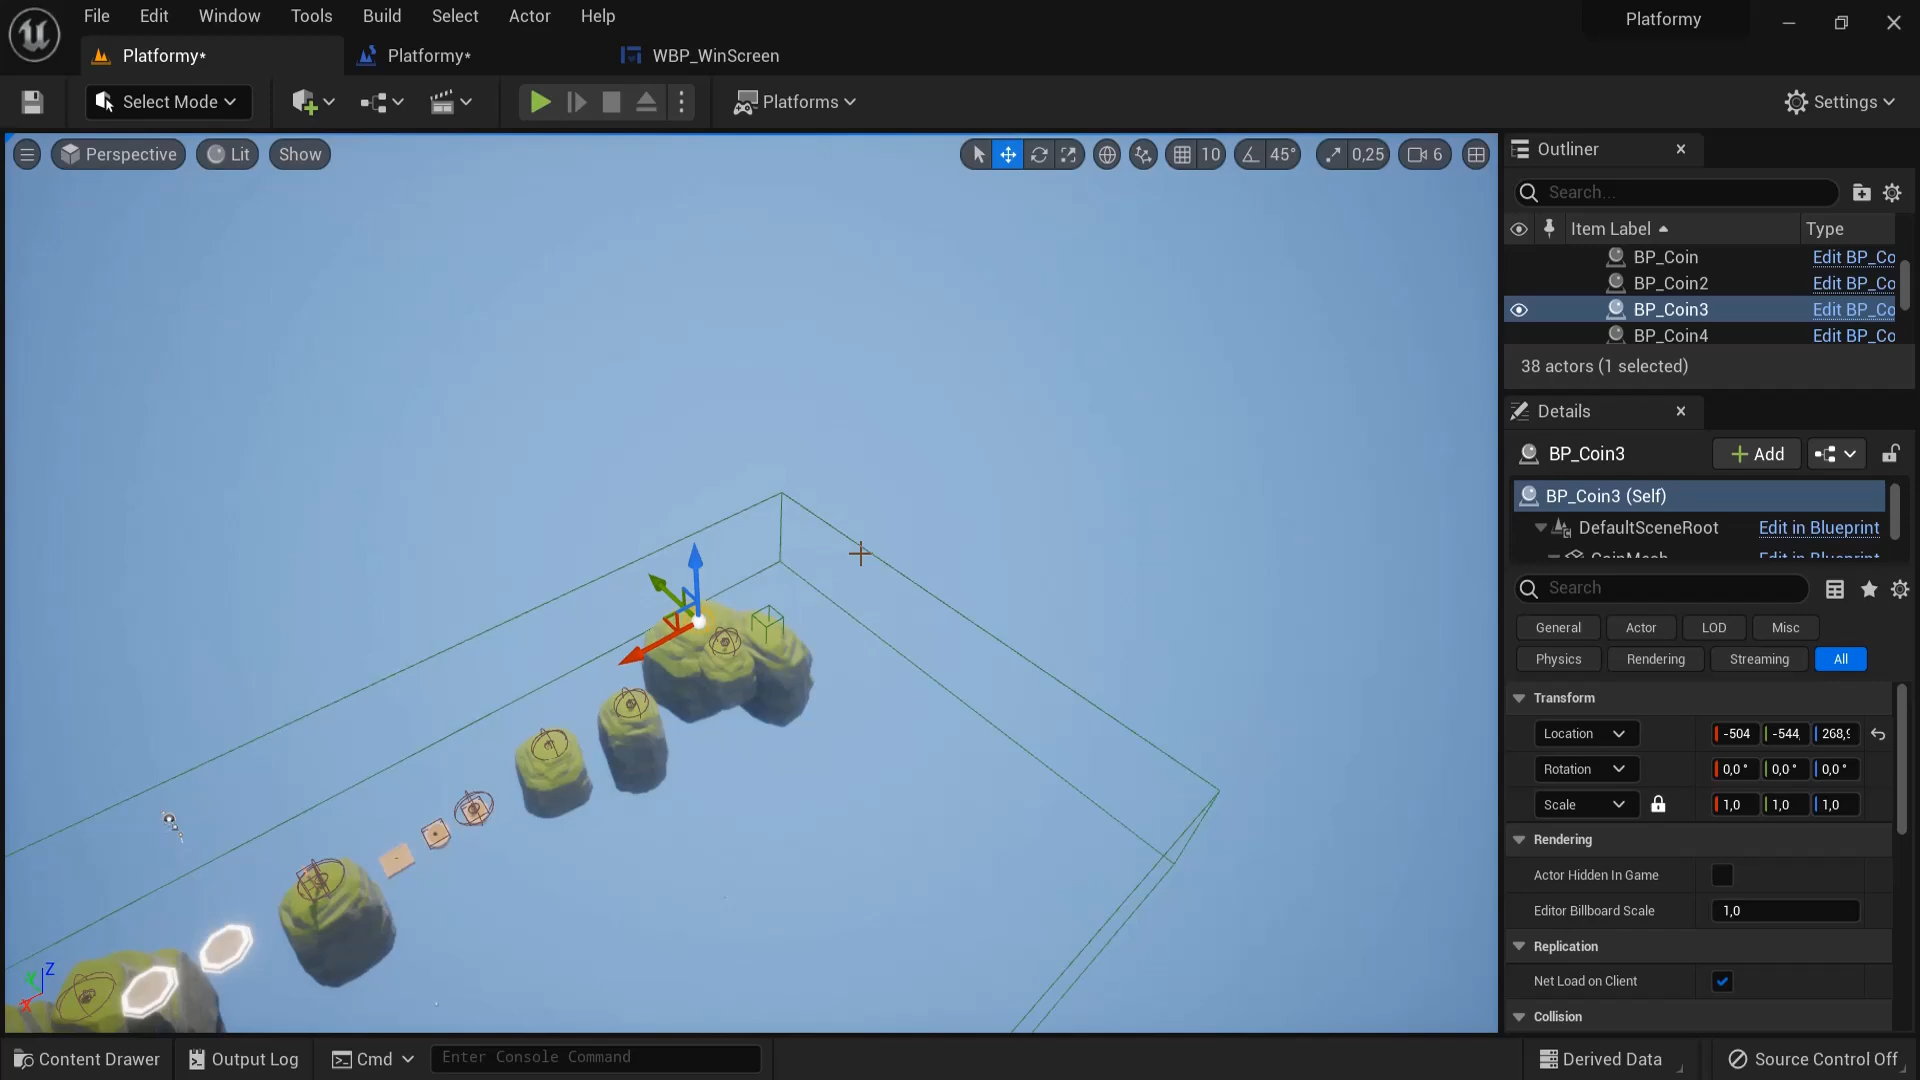 File Edit Window Tools Build Select Actor Help
Platformy
Platformy*
Platformy*
WBP_WinScreen
Select Mode
Platforms
Settings
Perspective
Lit
Show
10
45°
0,25
6
Outliner
Search...
Item Label
Type
BP_Coin Edit BP_Co
BP_Coin2 Edit BP_Co
BP_Coin3 Edit BP_Co
BP_Coin4 Edit BP_Co
38 actors (1 selected)
Details
BP_Coin3
Add
BP_Coin3 (Self)
DefaultSceneRoot Edit in Blueprint
CoinMesh Edit in Blueprint
Search
General Actor LOD Misc
Physics Rendering Streaming All
Transform
Location -504 -544, 268,9
Rotation 0,0° 0,0° 0,0°
Scale 1,0 1,0 1,0
Rendering
Actor Hidden In Game
Editor Billboard Scale 1,0
Replication
Net Load on Client
Collision
Z
Y
X
Content Drawer
Output Log
Cmd
Enter Console Command
Derived Data
Source Control Off